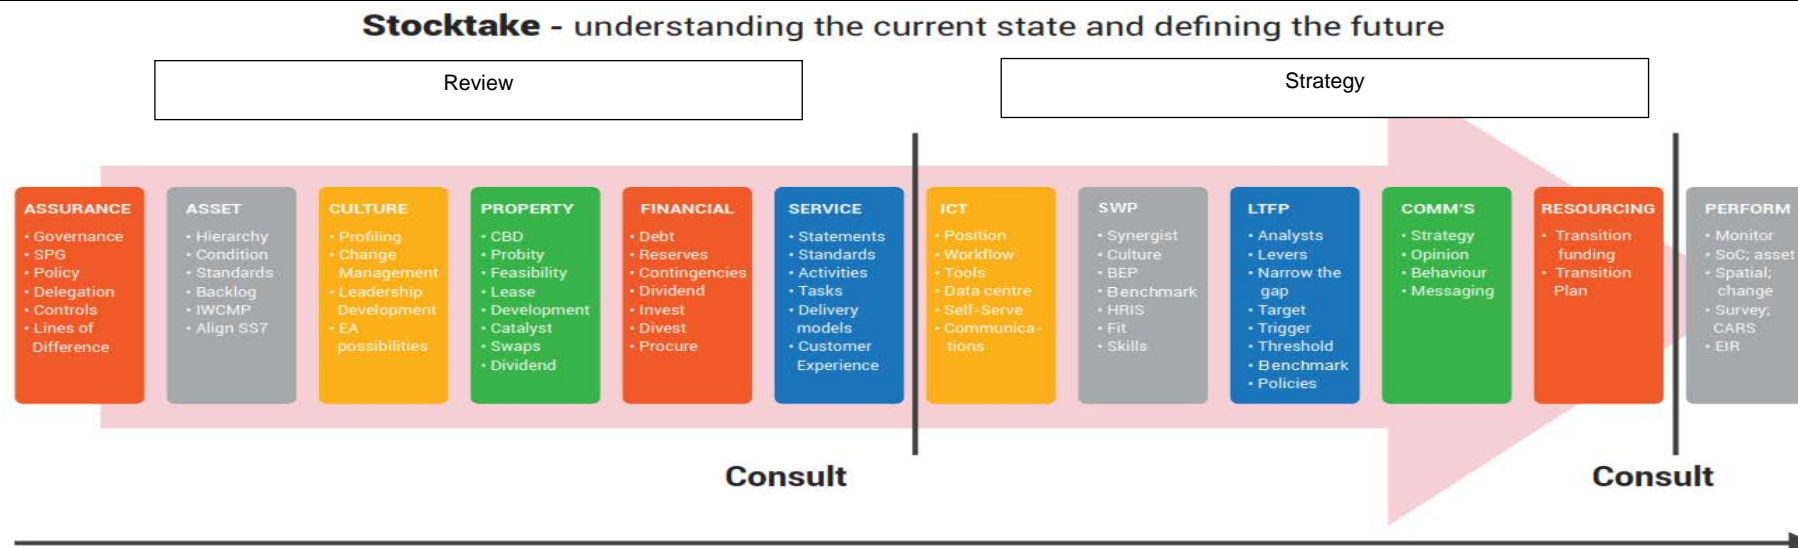 Stocktake - understanding the current state and defining the future
Review
Strategy
ASSURANCE
• Governance
• SPG
• Policy
• Delegation
• Controls
• Lines of
Difference
ASSET
• Hierarchy
• Condition
• Standards
• Backlog
• IWCMP
• Align SS7
CULTURE
• Profiling
• Change
Management
• Leadership
Development
• EA
possibilities
PROPERTY
• CBD
• Probity
• Feasibility
• Lease
• Development
• Catalyst
• Swaps
• Dividend
FINANCIAL
• Debt
• Reserves
• Contingencies
• Dividend
• Invest
• Divest
• Procure
SERVICE
• Statements
• Standards
• Activities
• Tasks
• Delivery
models
• Customer
Experience
ICT
• Position
• Workflow
• Tools
• Data centre
• Self-Serve
• Communica-
tions
SWP
• Synergist
• Culture
• BEP
• Benchmark
• HRIS
• Fit
• Skills
LTFP
• Analysts
• Levers
• Narrow the
gap
• Target
• Trigger
• Threshold
• Benchmark
• Policies
COMM'S
• Strategy
• Opinion
• Behaviour
• Messaging
RESOURCING
• Transition
funding
• Transition
Plan
PERFORM
• Monitor
• SoC; asset
• Spatial;
change
• Survey;
CARS
• EIR
Consult
Consult